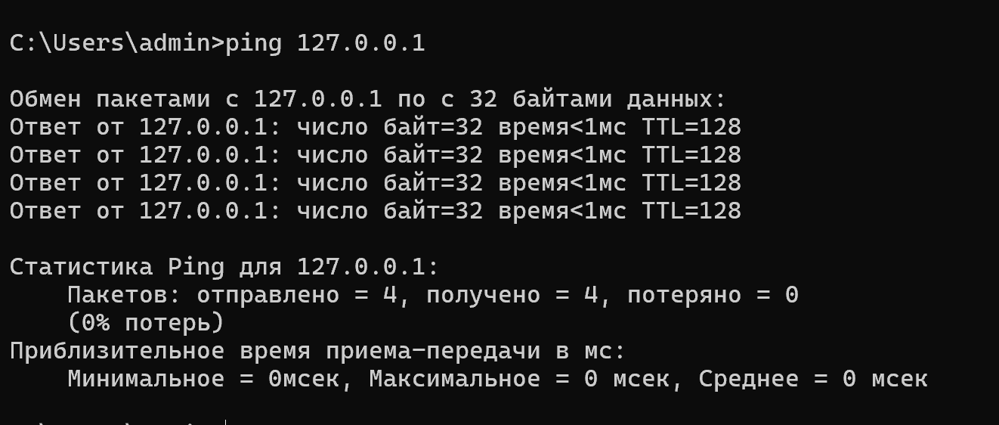 C:\Users\admin>ping 127.0.0.1
Обмен пакетами с 127.0.0.1 по с 32 байтами данных:
Ответ от 127.0.0.1: число байт=32 время<1мс TTL=128
Ответ от 127.0.0.1: число байт=32 время<1мс TTL=128
Ответ от 127.0.0.1: число байт=32 время<1мс TTL=128
Ответ от 127.0.0.1: число байт=32 время<1мс TTL=128
Статистика Ping для 127.0.0.1:
Пакетов: отправлено = 4, получено = 4, потеряно = 0
(0% потерь)
Приблизительное время приема-передачи в мс:
Минимальное = 0мсек, Максимальное = 0 мсек, Среднее = 0 мсек